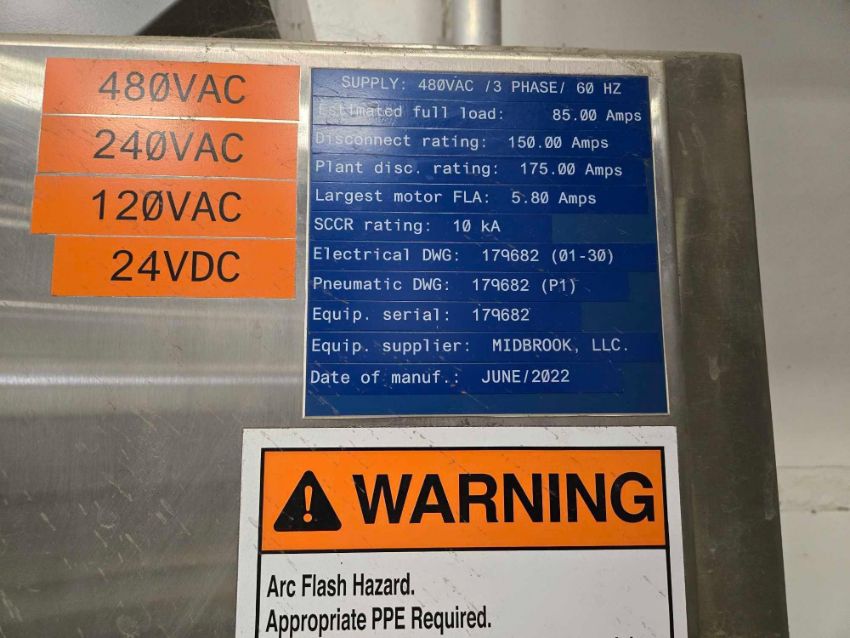 480VAC
240VAC
120VAC
24VDC
SUPPLY: 480VAC /3 PHASE/ 60 HZ
Estimated full load: 85.00 Amps
Disconnect rating: 150.00 Amps
Plant disc. rating: 175.00 Amps
Largest motor FLA: 5.80 Amps
SCCR rating: 10 kA
Electrical DWG: 179682 (01-30)
Pneumatic DWG: 179682 (P1)
Equip. serial: 179682
Equip. supplier: MIDBROOK, LLC.
Date of manuf.: JUNE/2022
WARNING
Arc Flash Hazard.
Appropriate PPE Required.